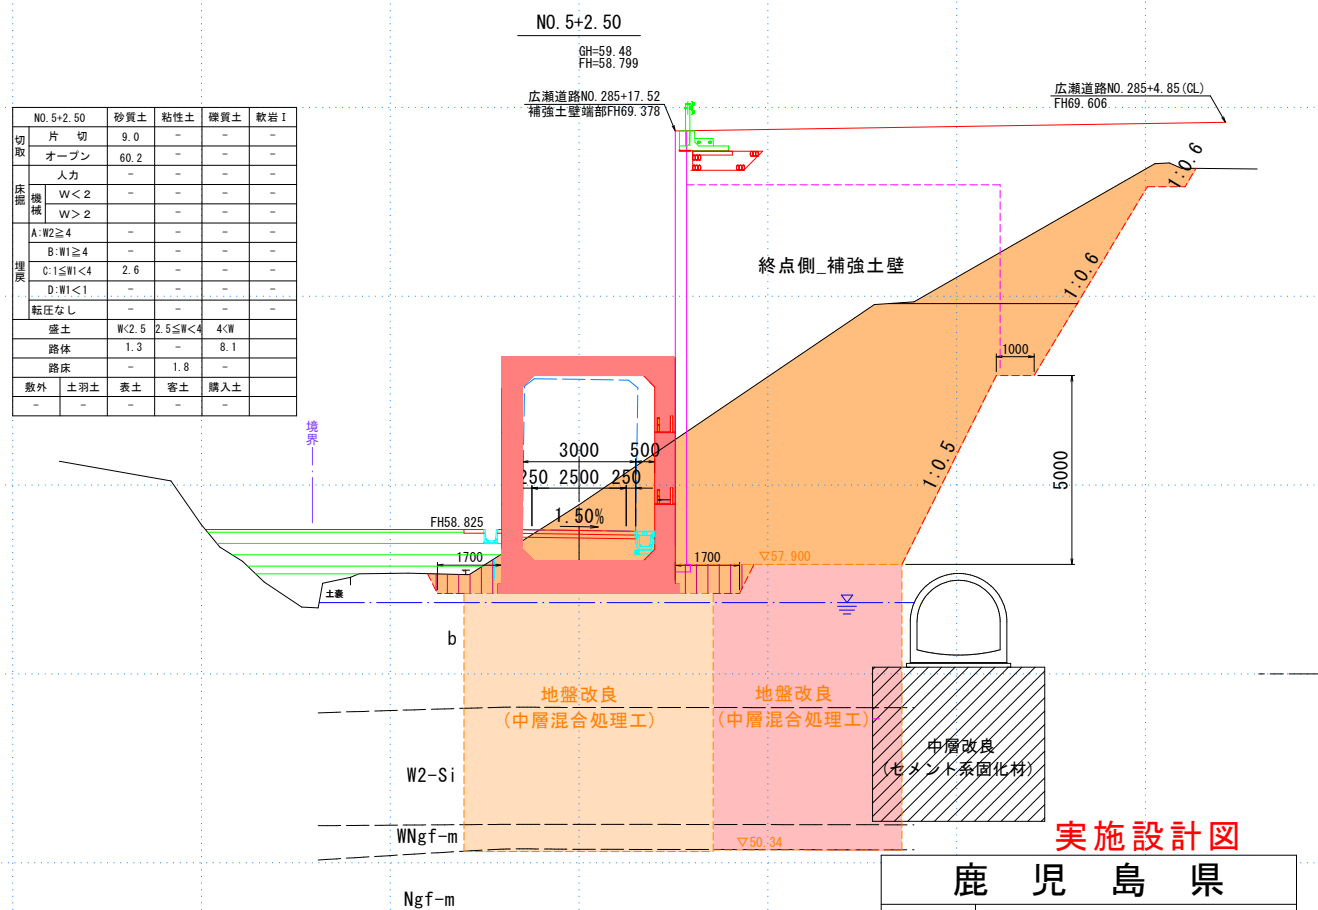 NO.5+2.50
GH=59.48
FH=58.799
広瀬道路NO.285+17.52
補強土壁端部FH69.378
広瀬道路NO.285+4.85(CL)
FH69.606
NO.5+2.50 砂質土 粘性土 礫質土 軟岩Ⅰ
切取 片 切 9.0 - - -
オープン 60.2 - - -
床掘 人力 - - - -
機械 W<2 - - - -
W>2 - - -
埋戻 A:W2≧4 - - - -
B:W1≧4 - - - -
C:1≦W1<4 2.6 - - -
D:W1<1 - - - -
転圧なし - - - -
盛土 W<2.5 2.5≦W<4 4<W
路体 1.3 - 8.1
路床 - 1.8 -
敷外 土羽土 表土 客土 購入土
- - - - -
1:0.6
終点側_補強土壁
1:0.6
1000
境界
3000 500
250 2500 250
1:0.5
5000
FH58.825
1.50%
1700
1700
▽57.900
土嚢
b
地盤改良
(中層混合処理工)
地盤改良
(中層混合処理工)
中層改良
(セメント系固化材)
W2-Si
WNgf-m
▽50.34
Ngf-m
実施設計図
鹿児島県